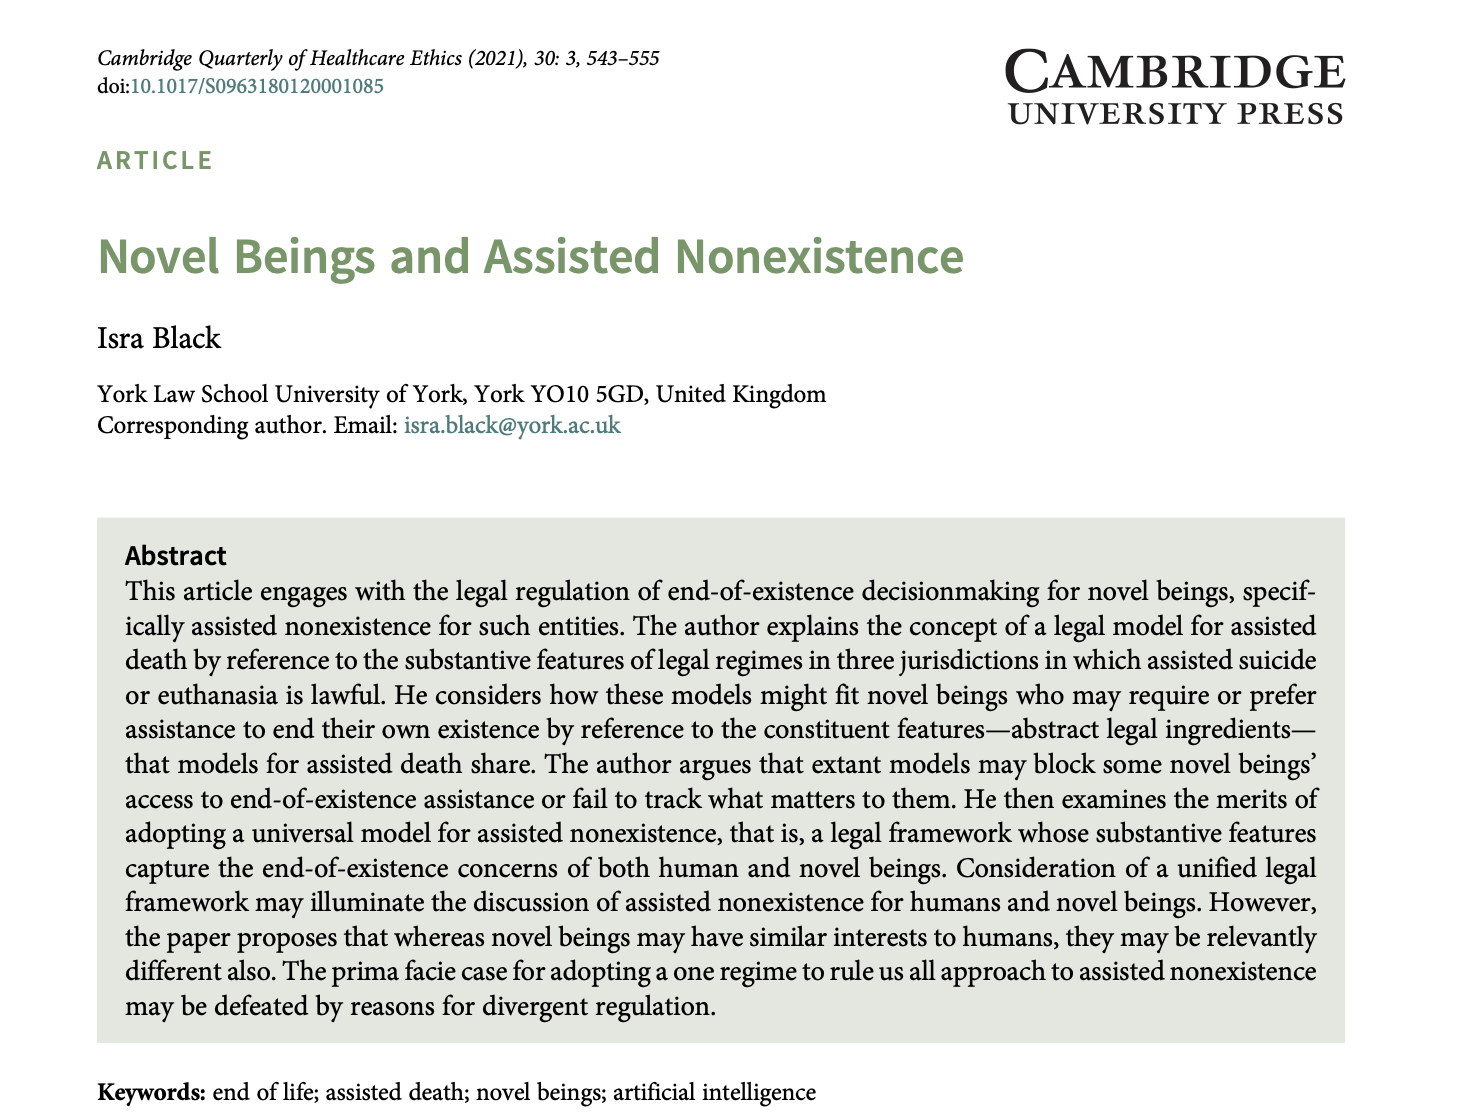 Cambridge Quarterly of Healthcare Ethics (2021), 30: 3, 543–555
doi:10.1017/S0963180120001085
CAMBRIDGE
UNIVERSITY PRESS
ARTICLE
Novel Beings and Assisted Nonexistence
Isra Black
York Law School University of York, York YO10 5GD, United Kingdom
Corresponding author. Email: isra.black@york.ac.uk
Abstract
This article engages with the legal regulation of end-of-existence decisionmaking for novel beings, specif-
ically assisted nonexistence for such entities. The author explains the concept of a legal model for assisted
death by reference to the substantive features of legal regimes in three jurisdictions in which assisted suicide
or euthanasia is lawful. He considers how these models might fit novel beings who may require or prefer
assistance to end their own existence by reference to the constituent features—abstract legal ingredients—
that models for assisted death share. The author argues that extant models may block some novel beings’
access to end-of-existence assistance or fail to track what matters to them. He then examines the merits of
adopting a universal model for assisted nonexistence, that is, a legal framework whose substantive features
capture the end-of-existence concerns of both human and novel beings. Consideration of a unified legal
framework may illuminate the discussion of assisted nonexistence for humans and novel beings. However,
the paper proposes that whereas novel beings may have similar interests to humans, they may be relevantly
different also. The prima facie case for adopting a one regime to rule us all approach to assisted nonexistence
may be defeated by reasons for divergent regulation.
Keywords: end of life; assisted death; novel beings; artificial intelligence